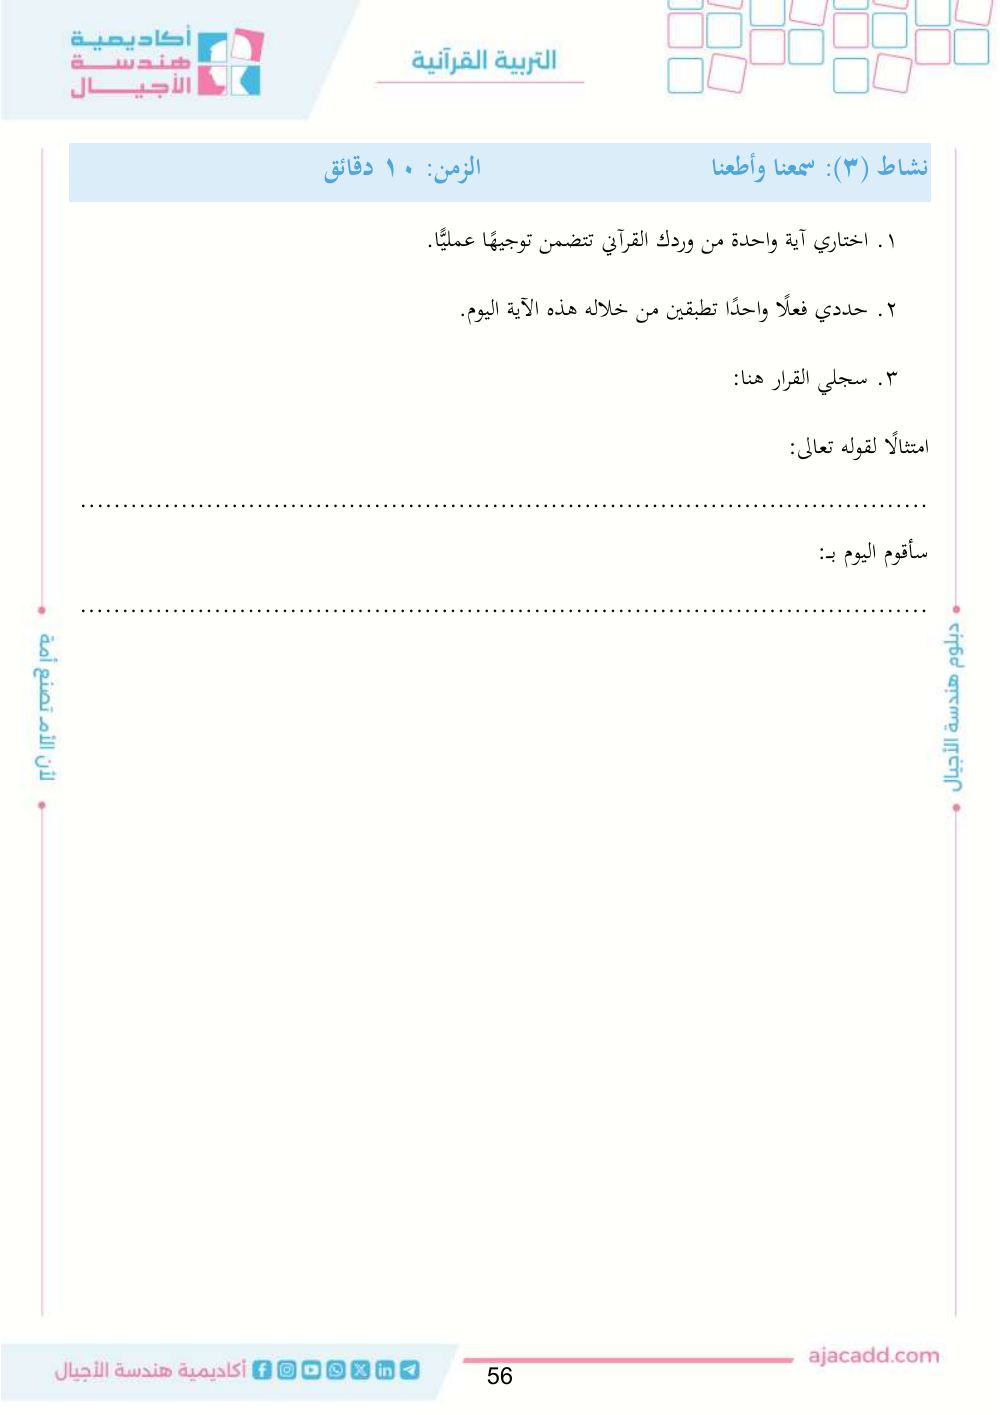 أكاديمية
هندسة
الأجيال
التربية القرآنية
نشاط (٣): سمعنا وأطعنا الزمن: ١٠ دقائق
١. اختاري آية واحدة من وردك القرآني تتضمن توجيهًا عمليًّا.
٢. حددي فعلًا واحدًا تطبقين من خلاله هذه الآية اليوم.
٣. سجلي القرار هنا:
امتثالًا لقوله تعالى:
....................................................................................................
سأقوم اليوم بـ:
....................................................................................................
دبلوم هندسة الأجيال
لأن الأم تصنع أمة
ajacadd.com
56
أكاديمية هندسة الأجيال